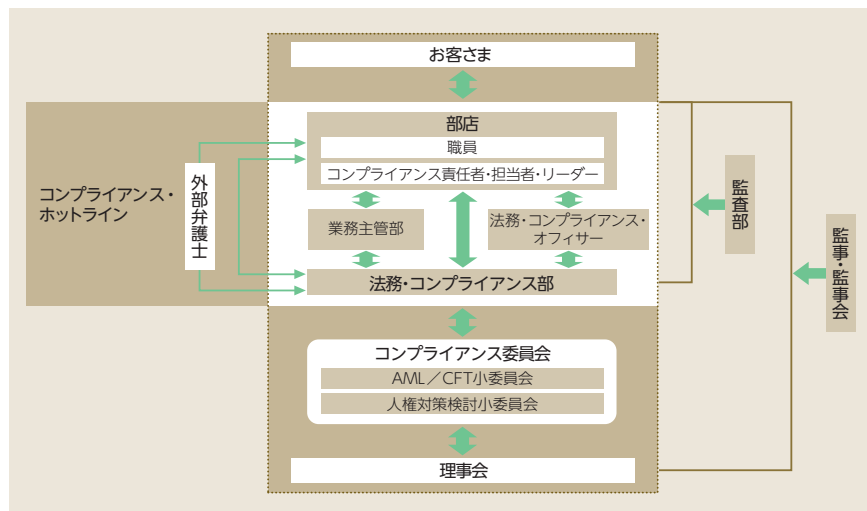 お客さま
部店
職員
コンプライアンス責任者・担当者・リーダー
コンプライアンス・
ホットライン
外部弁護士
業務主管部
法務・コンプライアンス・
オフィサー
法務・コンプライアンス部
監査部
監事・監事会
コンプライアンス委員会
AML／CFT小委員会
人権対策検討小委員会
理事会